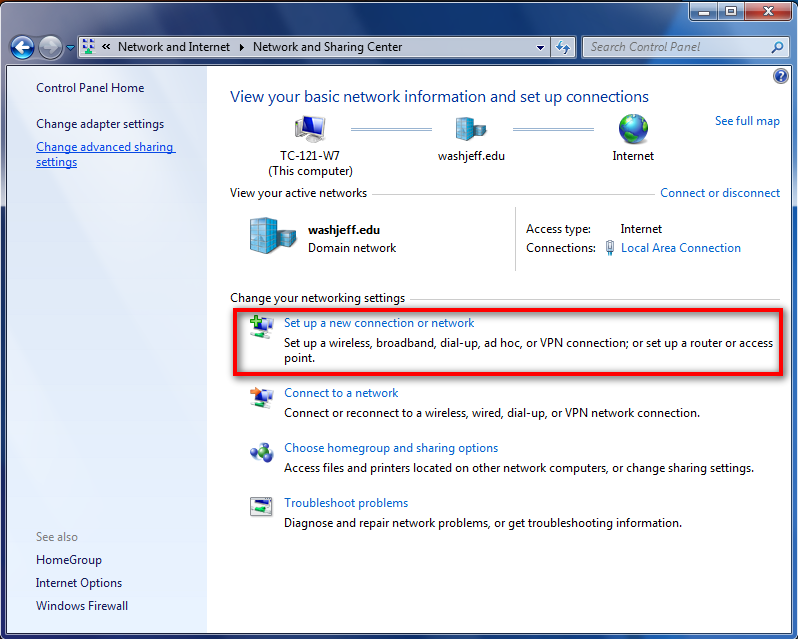 « Network and Internet ▸ Network and Sharing Center
Search Control Panel
Control Panel Home
Change adapter settings
Change advanced sharing
settings
See also
HomeGroup
Internet Options
Windows Firewall
View your basic network information and set up connections
See full map
TC-121-W7
(This computer)
washjeff.edu
Internet
View your active networks
Connect or disconnect
washjeff.edu
Domain network
Access type: Internet
Connections: Local Area Connection
Change your networking settings
Set up a new connection or network
Set up a wireless, broadband, dial-up, ad hoc, or VPN connection; or set up a router or access
point.
Connect to a network
Connect or reconnect to a wireless, wired, dial-up, or VPN network connection.
Choose homegroup and sharing options
Access files and printers located on other network computers, or change sharing settings.
Troubleshoot problems
Diagnose and repair network problems, or get troubleshooting information.